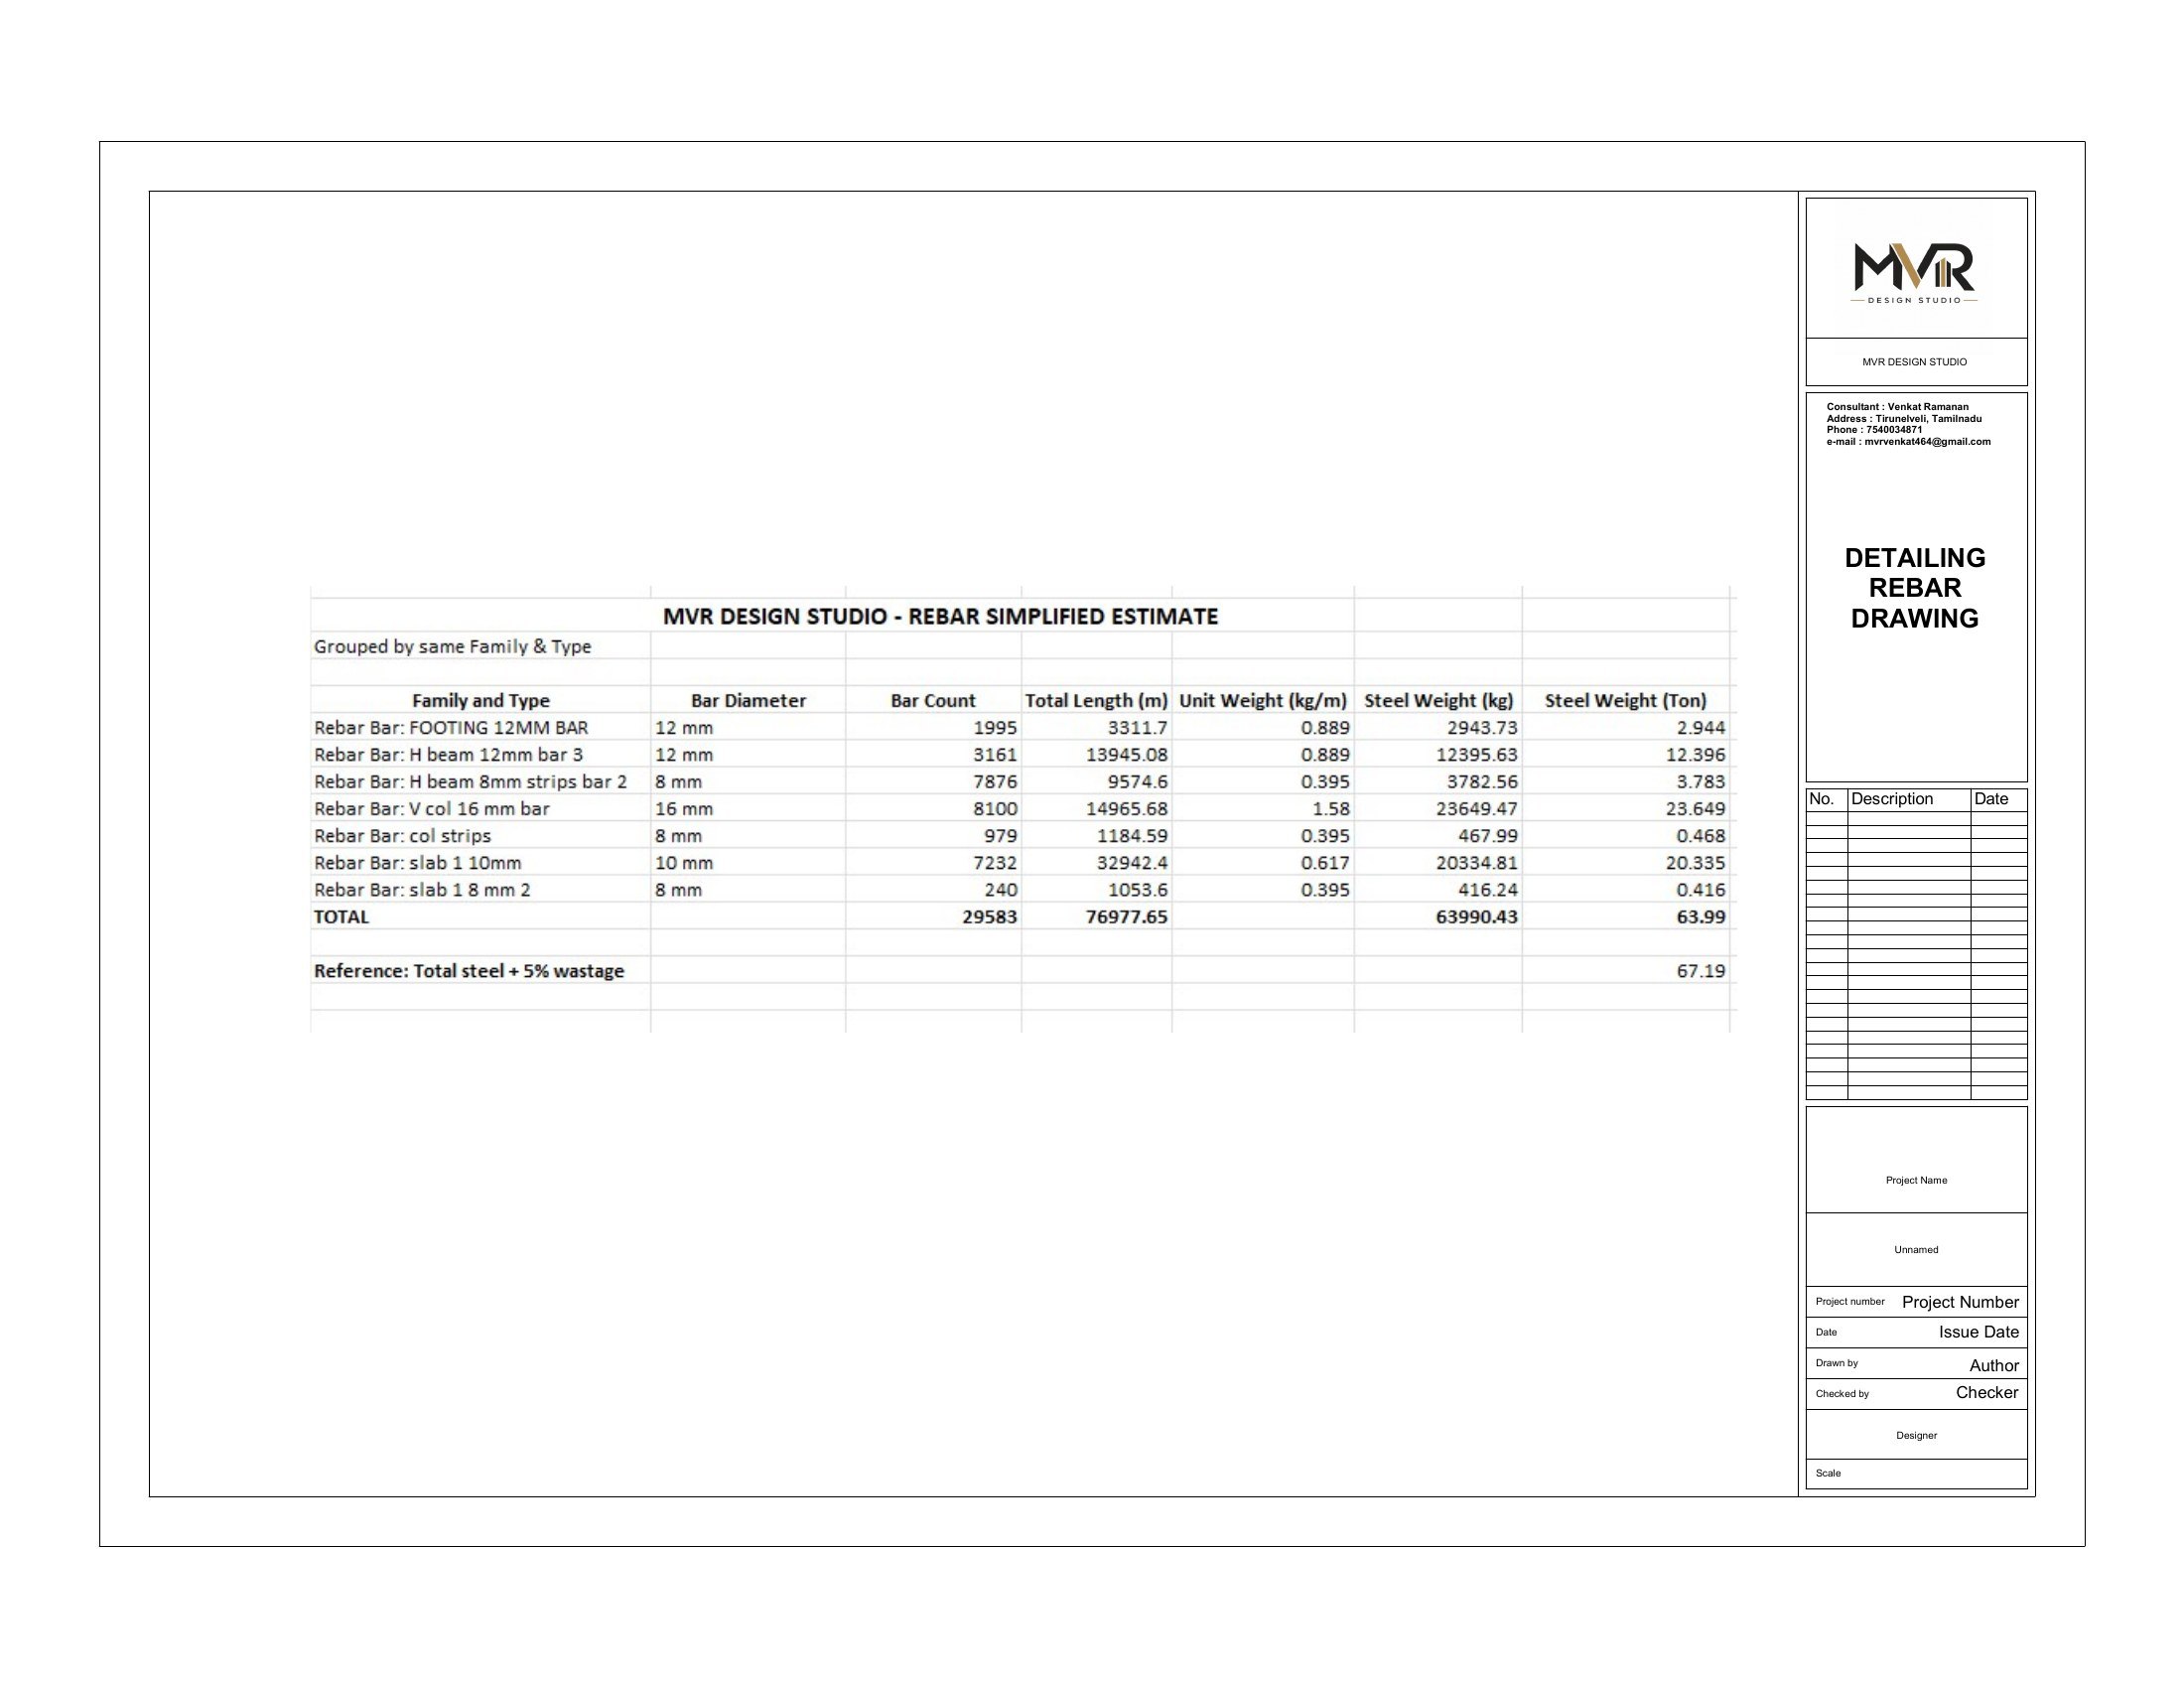 MVR DESIGN STUDIO - REBAR SIMPLIFIED ESTIMATE
Grouped by same Family & Type
Family and Type Bar Diameter Bar Count Total Length (m) Unit Weight (kg/m) Steel Weight (kg) Steel Weight (Ton)
Rebar Bar: FOOTING 12MM BAR 12 mm 1995 3311.7 0.889 2943.73 2.944
Rebar Bar: H beam 12mm bar 3 12 mm 3161 13945.08 0.889 12395.63 12.396
Rebar Bar: H beam 8mm strips bar 2 8 mm 7876 9574.6 0.395 3782.56 3.783
Rebar Bar: V col 16 mm bar 16 mm 8100 14965.68 1.58 23649.47 23.649
Rebar Bar: col strips 8 mm 979 1184.59 0.395 467.99 0.468
Rebar Bar: slab 1 10mm 10 mm 7232 32942.4 0.617 20334.81 20.335
Rebar Bar: slab 1 8 mm 2 8 mm 240 1053.6 0.395 416.24 0.416
TOTAL 29583 76977.65 63990.43 63.99
Reference: Total steel + 5% wastage 67.19
MVR
DESIGN STUDIO
MVR DESIGN STUDIO
Consultant : Venkat Ramanan
Address : Tirunelveli, Tamilnadu
Phone : 7540034871
e-mail : mvrvenkat464@gmail.com
DETAILING
REBAR
DRAWING
No. Description Date
Project Name
Unnamed
Project number Project Number
Date Issue Date
Drawn by Author
Checked by Checker
Designer
Scale